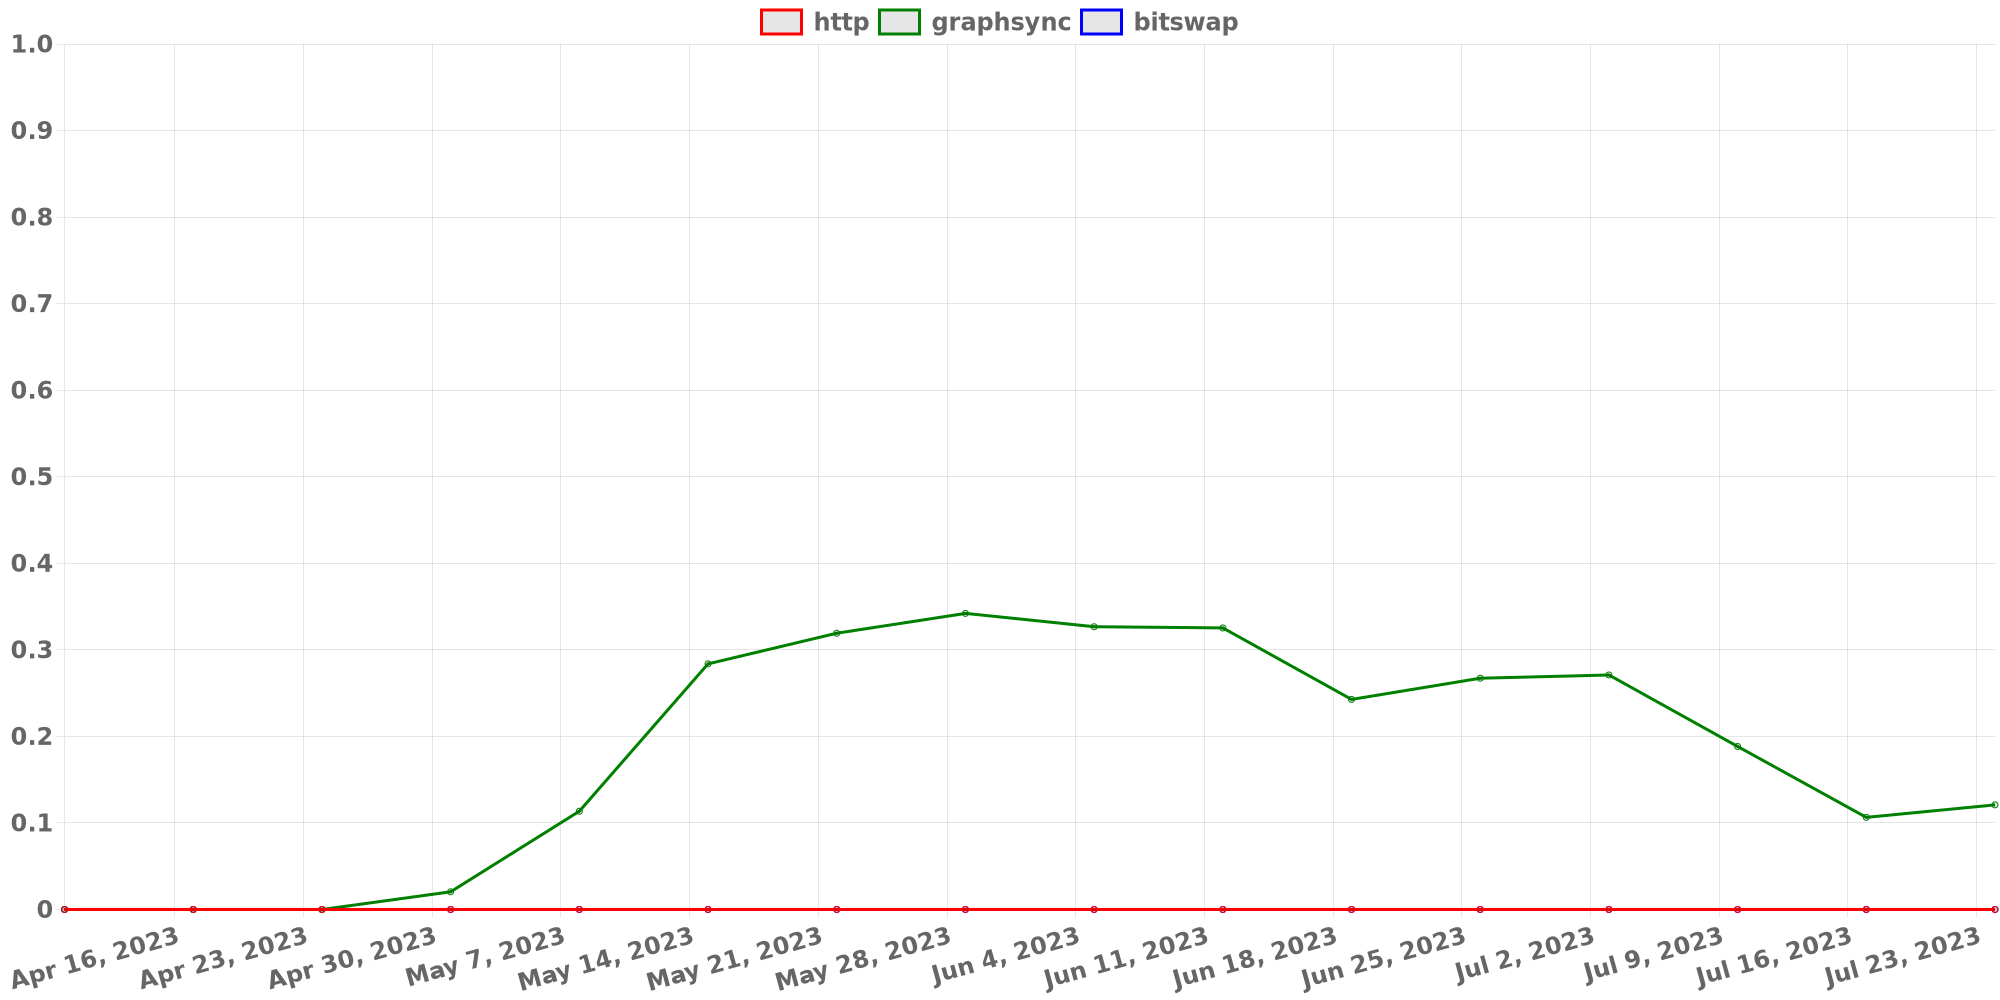 http graphsync bitswap
1.0
0.9
0.8
0.7
0.6
0.5
0.4
0.3
0.2
0.1
0
Apr 16, 2023
Apr 23, 2023
Apr 30, 2023
May 7, 2023
May 14, 2023
May 21, 2023
May 28, 2023
Jun 4, 2023
Jun 11, 2023
Jun 18, 2023
Jun 25, 2023
Jul 2, 2023
Jul 9, 2023
Jul 16, 2023
Jul 23, 2023